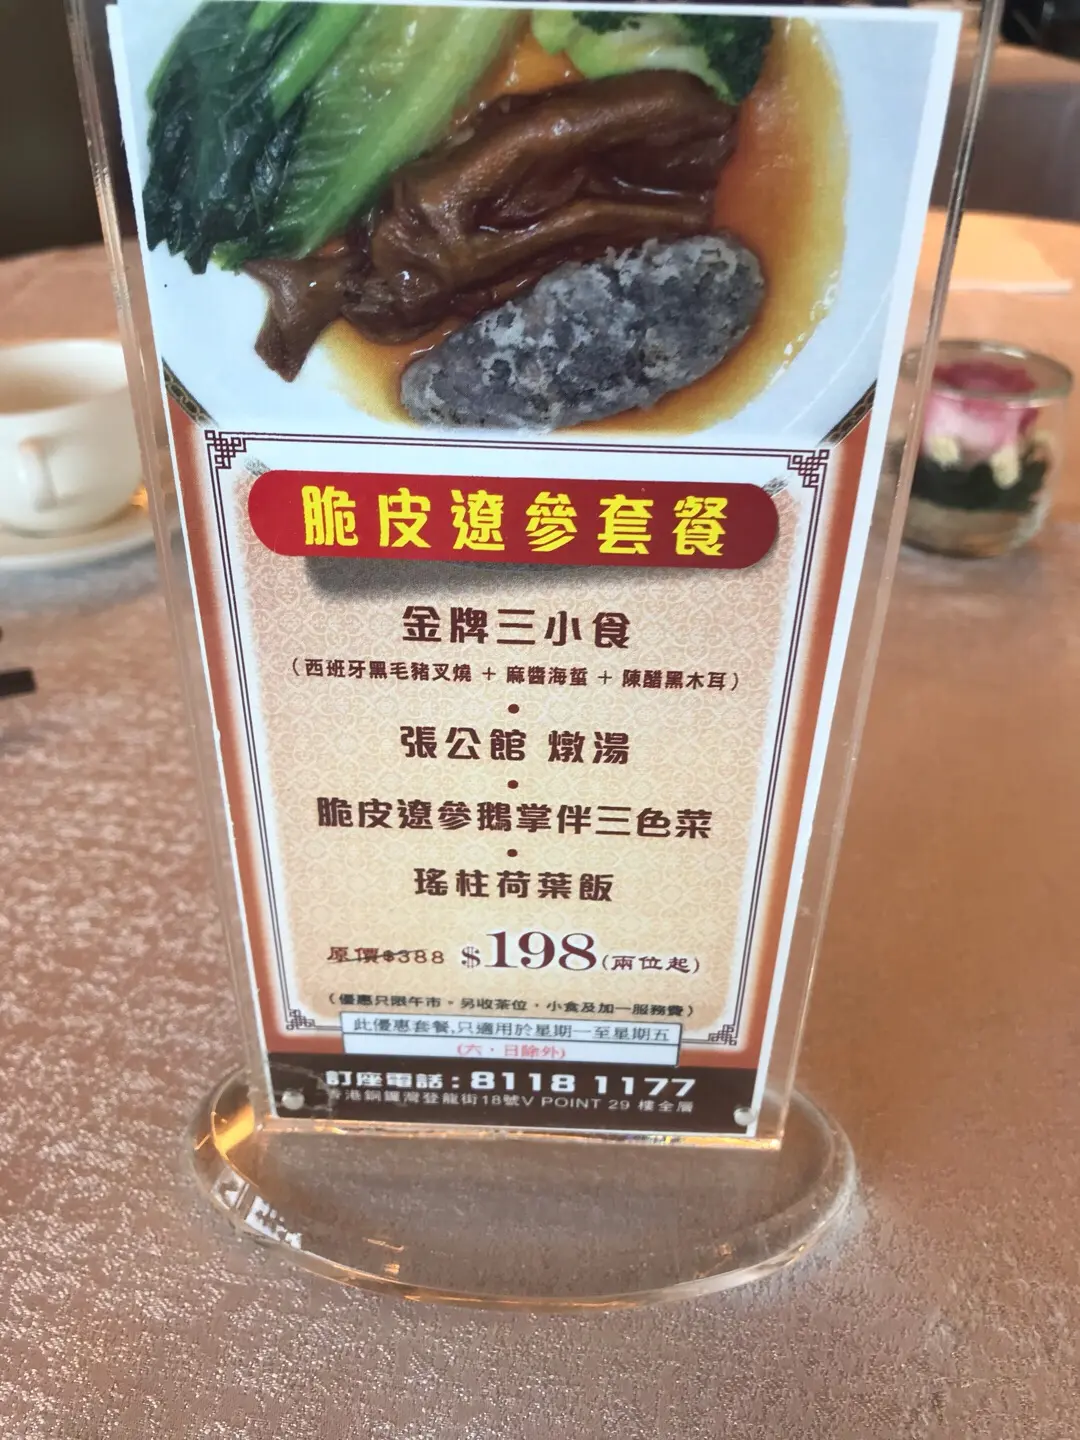 脆皮遼參套餐
金牌三小食
（西班牙黑毛豬叉燒 + 麻醬海蜇 + 陳醋黑木耳）
•
張公館 燉湯
•
脆皮遼參鵝掌伴三色菜
•
瑤柱荷葉飯
原價$388 $198(兩位起)
（優惠只限午市。另收茶位、小食及加一服務費）
此優惠套餐,只適用於星期一至星期五
(六、日除外)
訂座電話：8118 1177
香港銅鑼灣登龍街18號V POINT 29 樓全層